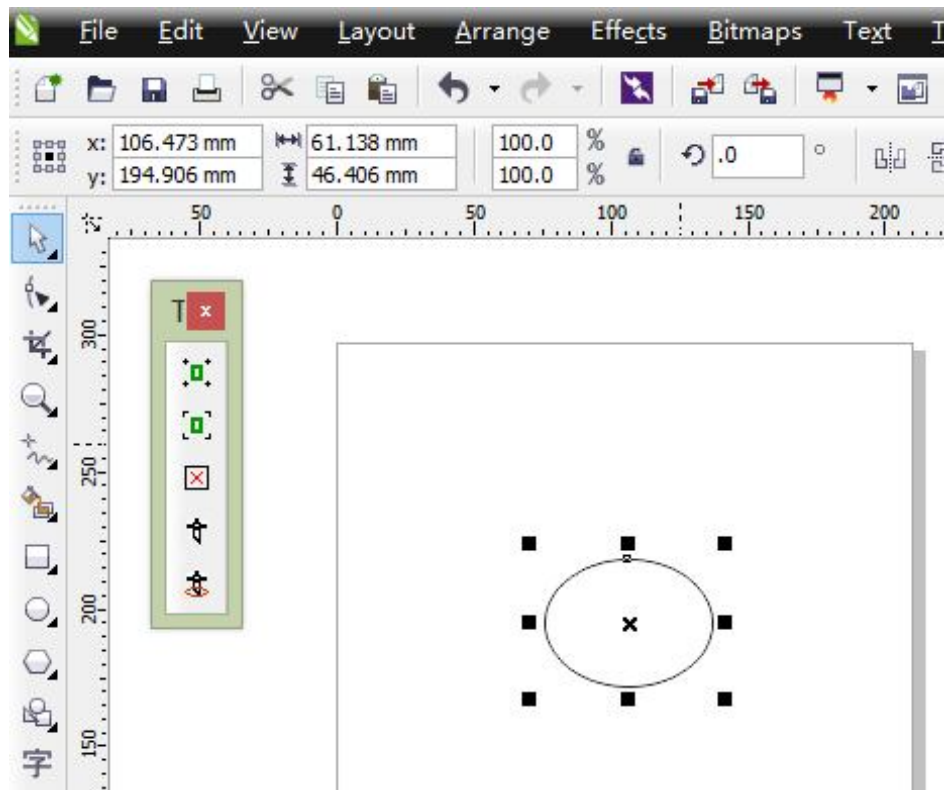 File Edit View Layout Arrange Effects Bitmaps Text T
x: 106.473 mm 61.138 mm 100.0 % .0 °
y: 194.906 mm 46.406 mm 100.0 %
50 0 50 100 150 200
T x
300
250
200
150
字